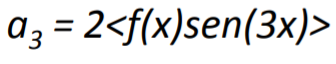 a₃ = 2<f(x)sen(3x)>